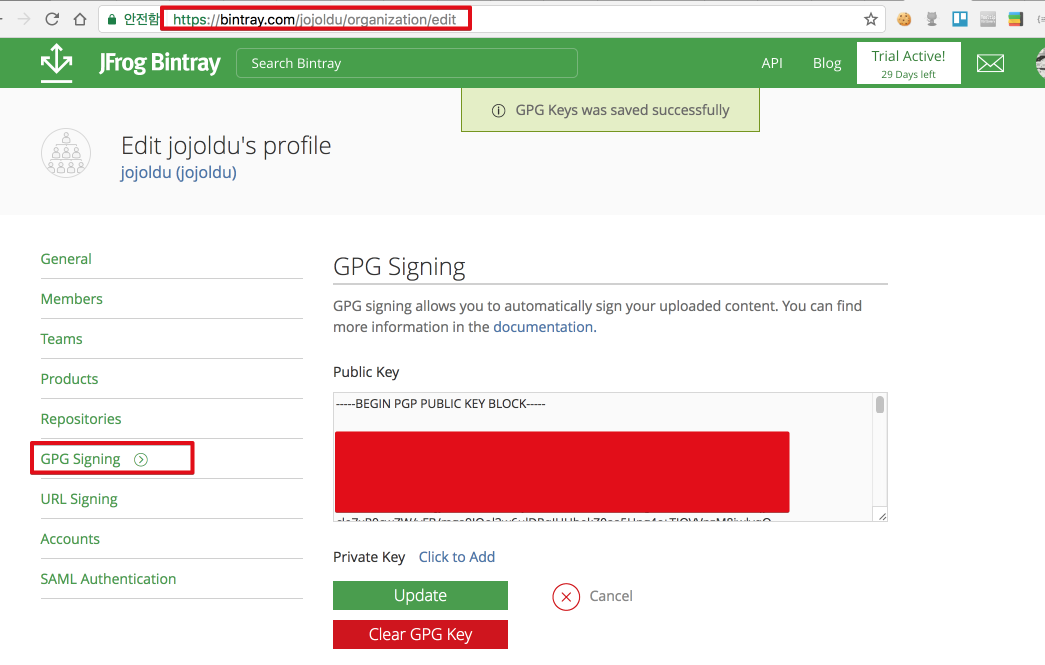 안전함 https://bintray.com/jojoldu/organization/edit
JFrog Bintray
Search Bintray
API
Blog
Trial Active!
29 Days left
GPG Keys was saved successfully
Edit jojoldu's profile
jojoldu (jojoldu)
General
Members
Teams
Products
Repositories
GPG Signing
URL Signing
Accounts
SAML Authentication
GPG Signing
GPG signing allows you to automatically sign your uploaded content. You can find
more information in the documentation.
Public Key
-----BEGIN PGP PUBLIC KEY BLOCK-----
Private Key Click to Add
Update
Cancel
Clear GPG Key